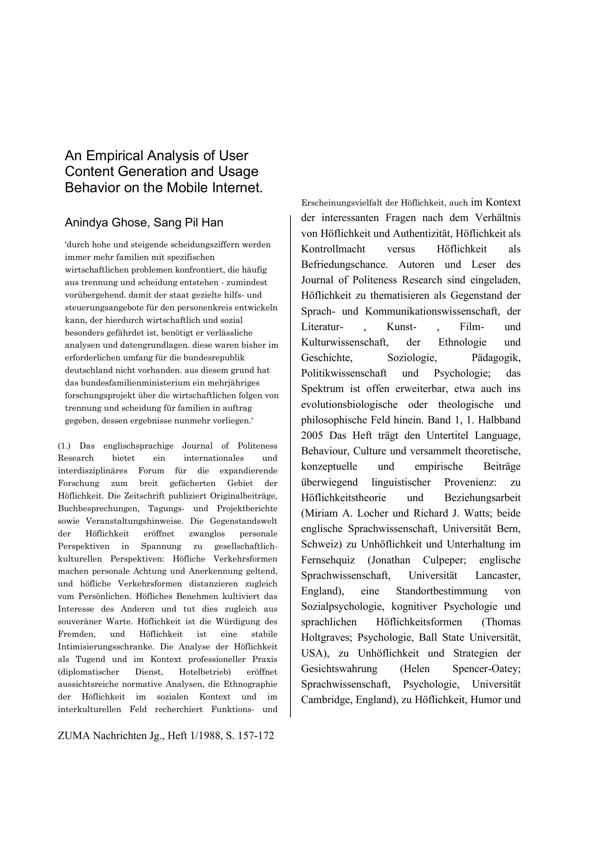 An Empirical Analysis of User
Content Generation and Usage
Behavior on the Mobile Internet.
Anindya Ghose, Sang Pil Han
'durch hohe und steigende scheidungsziffern werden
immer mehr familien mit spezifischen
wirtschaftlichen problemen konfrontiert, die häufig
aus trennung und scheidung entstehen - zumindest
vorübergehend. damit der staat gezielte hilfs- und
steuerungsangebote für den personenkreis entwickeln
kann, der hierdurch wirtschaftlich und sozial
besonders gefährdet ist, benötigt er verlässliche
analysen und datengrundlagen. diese waren bisher im
erforderlichen umfang für die bundesrepublik
deutschland nicht vorhanden. aus diesem grund hat
das bundesfamilienministerium ein mehrjähriges
forschungsprojekt über die wirtschaftlichen folgen von
trennung und scheidung für familien in auftrag
gegeben, dessen ergebnisse nunmehr vorliegen.'
(1.) Das englischsprachige Journal of Politeness
Research bietet ein internationales und
interdisziplinäres Forum für die expandierende
Forschung zum breit gefächerten Gebiet der
Höflichkeit. Die Zeitschrift publiziert Originalbeiträge,
Buchbesprechungen, Tagungs- und Projektberichte
sowie Veranstaltungshinweise. Die Gegenstandswelt
der Höflichkeit eröffnet zwanglos personale
Perspektiven in Spannung zu gesellschaftlich-
kulturellen Perspektiven: Höfliche Verkehrsformen
machen personale Achtung und Anerkennung geltend,
und höfliche Verkehrsformen distanzieren zugleich
vom Persönlichen. Höfliches Benehmen kultiviert das
Interesse des Anderen und tut dies zugleich aus
souveräner Warte. Höflichkeit ist die Würdigung des
Fremden, und Höflichkeit ist eine stabile
Intimisierungsschranke. Die Analyse der Höflichkeit
als Tugend und im Kontext professioneller Praxis
(diplomatischer Dienst, Hotelbetrieb) eröffnet
aussichtsreiche normative Analysen, die Ethnographie
der Höflichkeit im sozialen Kontext und im
interkulturellen Feld recherchiert Funktions- und
Erscheinungsvielfalt der Höflichkeit, auch im Kontext
der interessanten Fragen nach dem Verhältnis
von Höflichkeit und Authentizität, Höflichkeit als
Kontrollmacht versus Höflichkeit als
Befriedungschance. Autoren und Leser des
Journal of Politeness Research sind eingeladen,
Höflichkeit zu thematisieren als Gegenstand der
Sprach- und Kommunikationswissenschaft, der
Literatur- , Kunst- , Film- und
Kulturwissenschaft, der Ethnologie und
Geschichte, Soziologie, Pädagogik,
Politikwissenschaft und Psychologie; das
Spektrum ist offen erweiterbar, etwa auch ins
evolutionsbiologische oder theologische und
philosophische Feld hinein. Band 1, 1. Halbband
2005 Das Heft trägt den Untertitel Language,
Behaviour, Culture und versammelt theoretische,
konzeptuelle und empirische Beiträge
überwiegend linguistischer Provenienz: zu
Höflichkeitstheorie und Beziehungsarbeit
(Miriam A. Locher und Richard J. Watts; beide
englische Sprachwissenschaft, Universität Bern,
Schweiz) zu Unhöflichkeit und Unterhaltung im
Fernsehquiz (Jonathan Culpeper; englische
Sprachwissenschaft, Universität Lancaster,
England), eine Standortbestimmung von
Sozialpsychologie, kognitiver Psychologie und
sprachlichen Höflichkeitsformen (Thomas
Holtgraves; Psychologie, Ball State Universität,
USA), zu Unhöflichkeit und Strategien der
Gesichtswahrung (Helen Spencer-Oatey;
Sprachwissenschaft, Psychologie, Universität
Cambridge, England), zu Höflichkeit, Humor und
ZUMA Nachrichten Jg., Heft 1/1988, S. 157-172